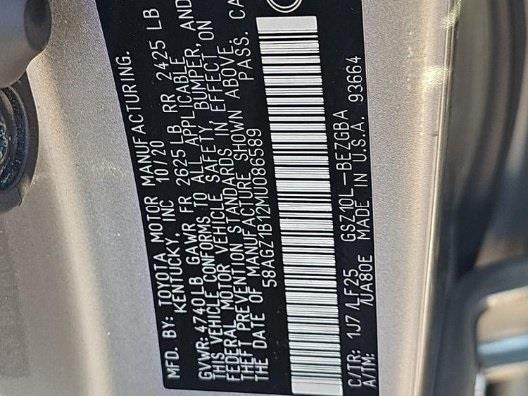 MFD. BY: TOYOTA MOTOR MANUFACTURING.
KENTUCKY, INC 10/20
GVWR: 4740LB GAWR FR 2625 LB RR 2425 LB
THIS VEHICLE CONFORMS TO ALL APPLICABLE
FEDERAL MOTOR VEHICLE SAFETY, BUMPER, AND
THEFT PREVENTION STANDARDS IN EFFECT ON
THE DATE OF MANUFACTURE SHOWN ABOVE.
58AGZ1B12MU086589 PASS. CA
C/TR: 1J7 /LF25 GSZ10L-BEZGBA
A/TM: /UA80E MADE IN U.S.A. 93664